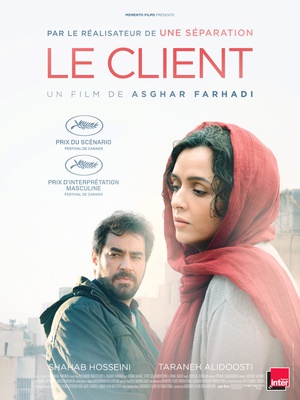 MEMENTO FILMS PRÉSENTE
PAR LE RÉALISATEUR DE UNE SÉPARATION
LE CLIENT
UN FILM DE ASGHAR FARHADI
PRIX DU SCÉNARIO
FESTIVAL DE CANNES
PRIX D'INTERPRÉTATION
MASCULINE
FESTIVAL DE CANNES
SHAHAB HOSSEINI
TARANEH ALIDOOSTI
france
inter